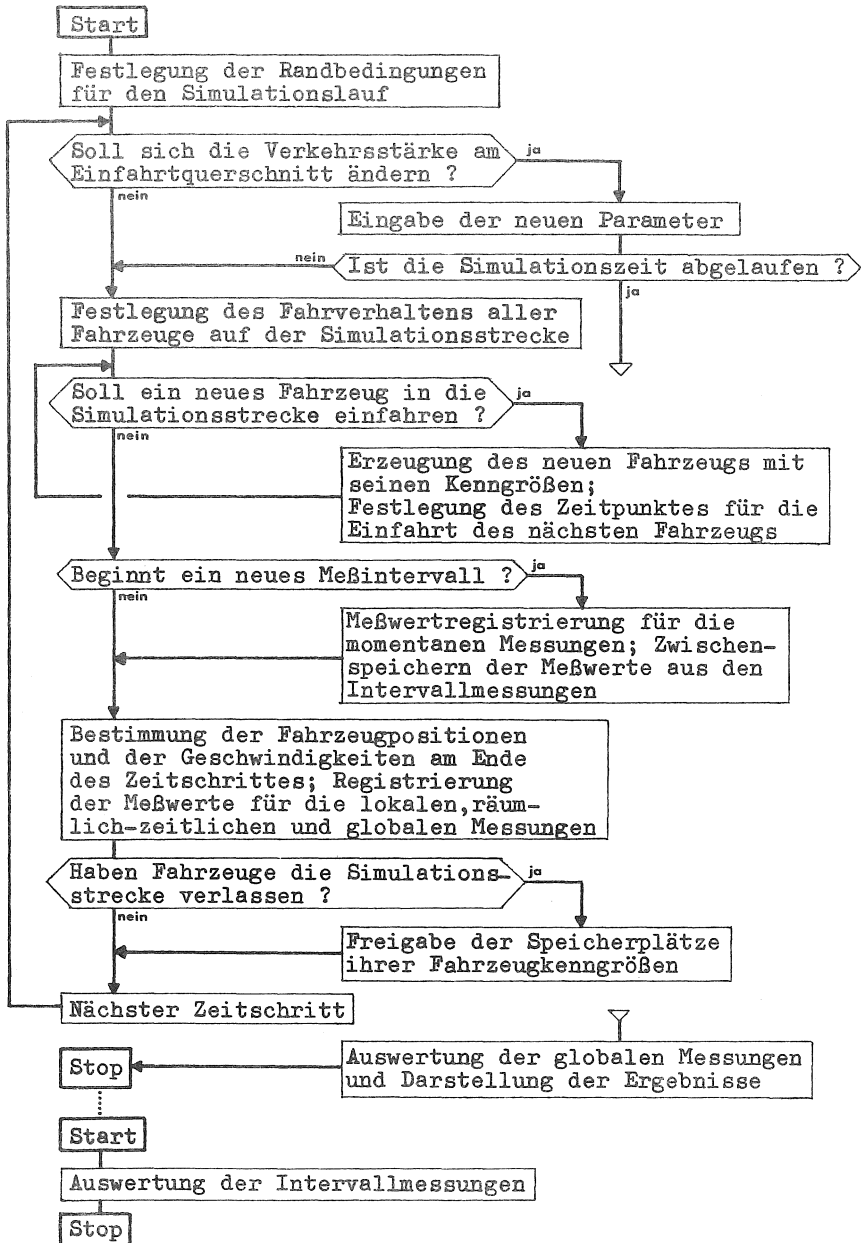 Start
Festlegung der Randbedingungen
für den Simulationslauf
Soll sich die Verkehrsstärke am
Einfahrtquerschnitt ändern ?
ja
nein
Eingabe der neuen Parameter
nein
Ist die Simulationszeit abgelaufen ?
ja
Festlegung des Fahrverhaltens aller
Fahrzeuge auf der Simulationsstrecke
Soll ein neues Fahrzeug in die
Simulationsstrecke einfahren ?
ja
nein
Erzeugung des neuen Fahrzeugs mit
seinen Kenngrößen;
Festlegung des Zeitpunktes für die
Einfahrt des nächsten Fahrzeugs
Beginnt ein neues Meßintervall ?
ja
nein
Meßwertregistrierung für die
momentanen Messungen; Zwischen-
speichern der Meßwerte aus den
Intervallmessungen
Bestimmung der Fahrzeugpositionen
und der Geschwindigkeiten am Ende
des Zeitschrittes; Registrierung
der Meßwerte für die lokalen,räum-
lich-zeitlichen und globalen Messungen
Haben Fahrzeuge die Simulations-
strecke verlassen ?
ja
nein
Freigabe der Speicherplätze
ihrer Fahrzeugkenngrößen
Nächster Zeitschritt
Auswertung der globalen Messungen
und Darstellung der Ergebnisse
Stop
Start
Auswertung der Intervallmessungen
Stop